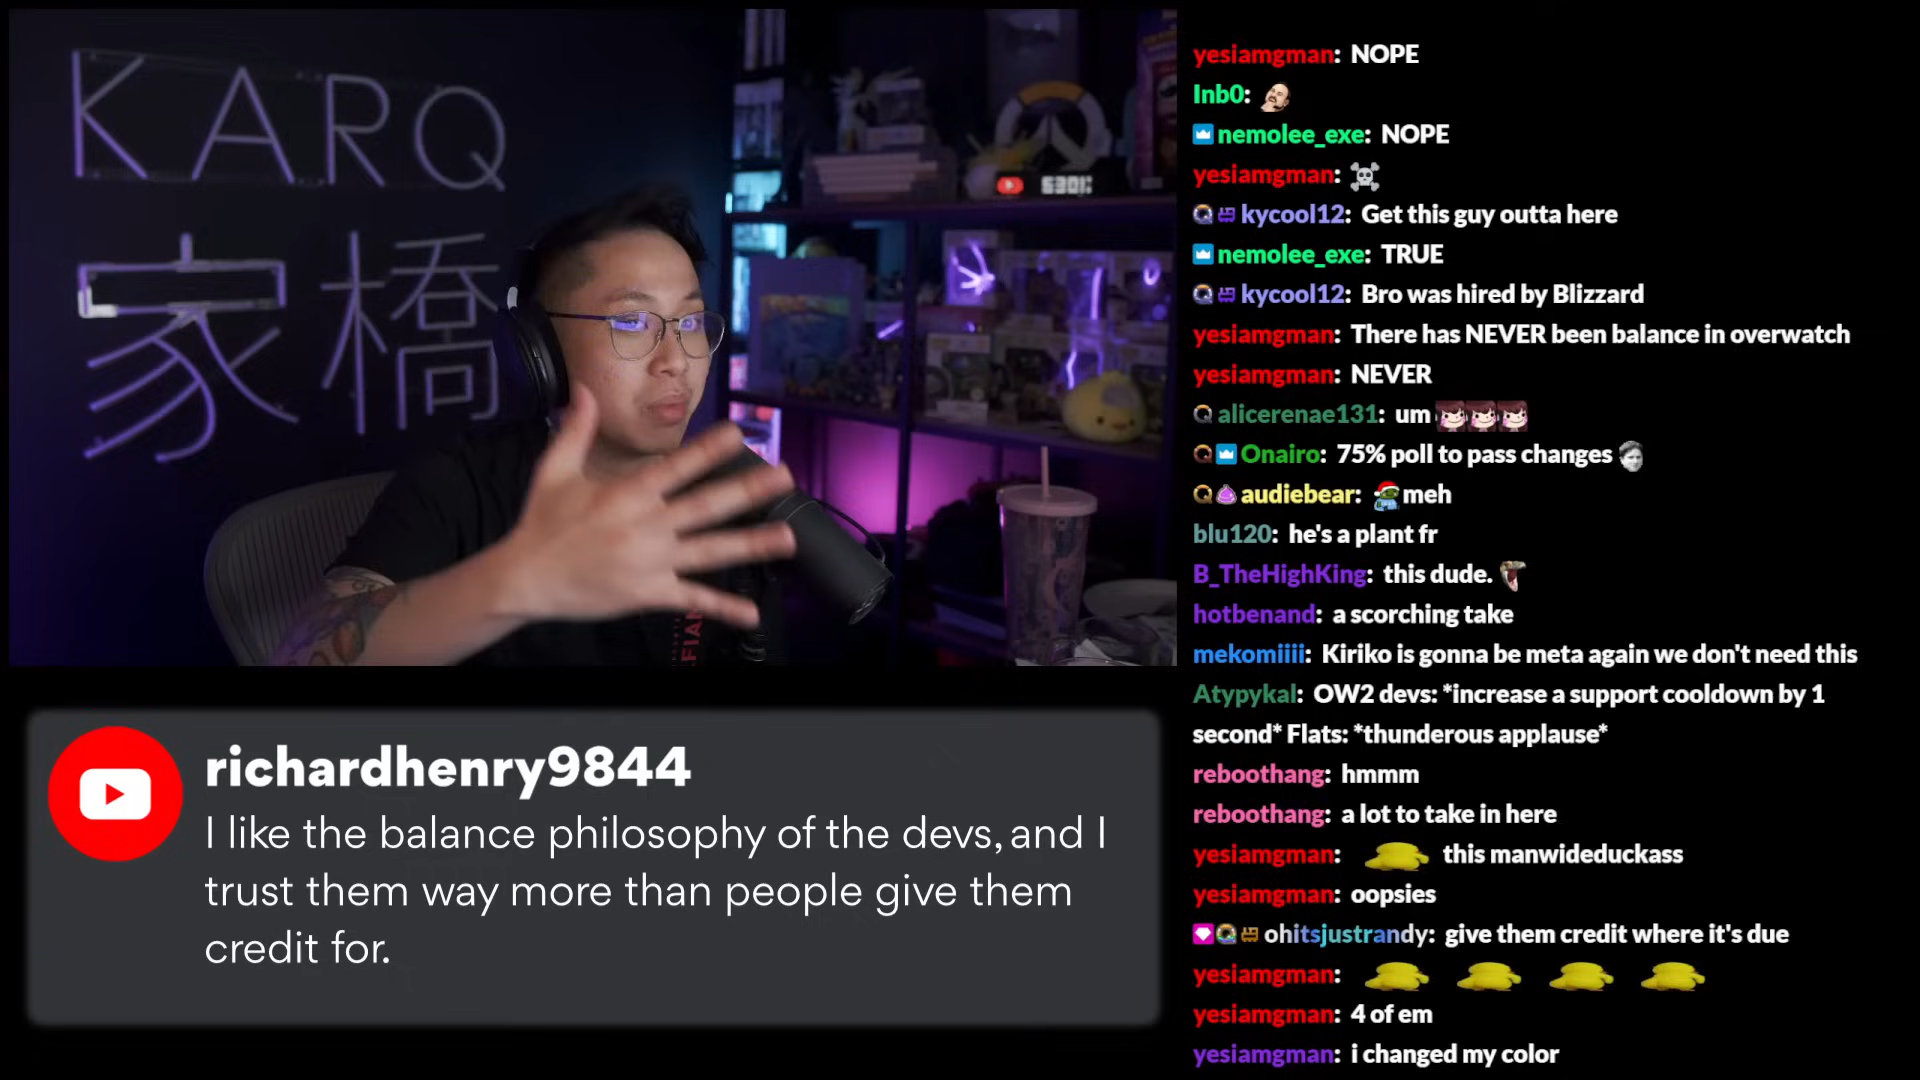 KARQ
家橋
5301
richardhenry9844
I like the balance philosophy of the devs, and I
trust them way more than people give them
credit for.
yesiamgman: NOPE
Inb0:
nemolee_exe: NOPE
yesiamgman:
kycool12: Get this guy outta here
nemolee_exe: TRUE
kycool12: Bro was hired by Blizzard
yesiamgman: There has NEVER been balance in overwatch
yesiamgman: NEVER
alicerenae131: um
Onairo: 75% poll to pass changes
audiebear: meh
blu120: he's a plant fr
B_TheHighKing: this dude.
hotbenand: a scorching take
mekomiiii: Kiriko is gonna be meta again we don't need this
Atypykal: OW2 devs: *increase a support cooldown by 1
second* Flats: *thunderous applause*
reboothang: hmmm
reboothang: a lot to take in here
yesiamgman: this manwideduckass
yesiamgman: oopsies
ohitsjustrandy: give them credit where it's due
yesiamgman:
yesiamgman: 4 of em
yesiamgman: i changed my color